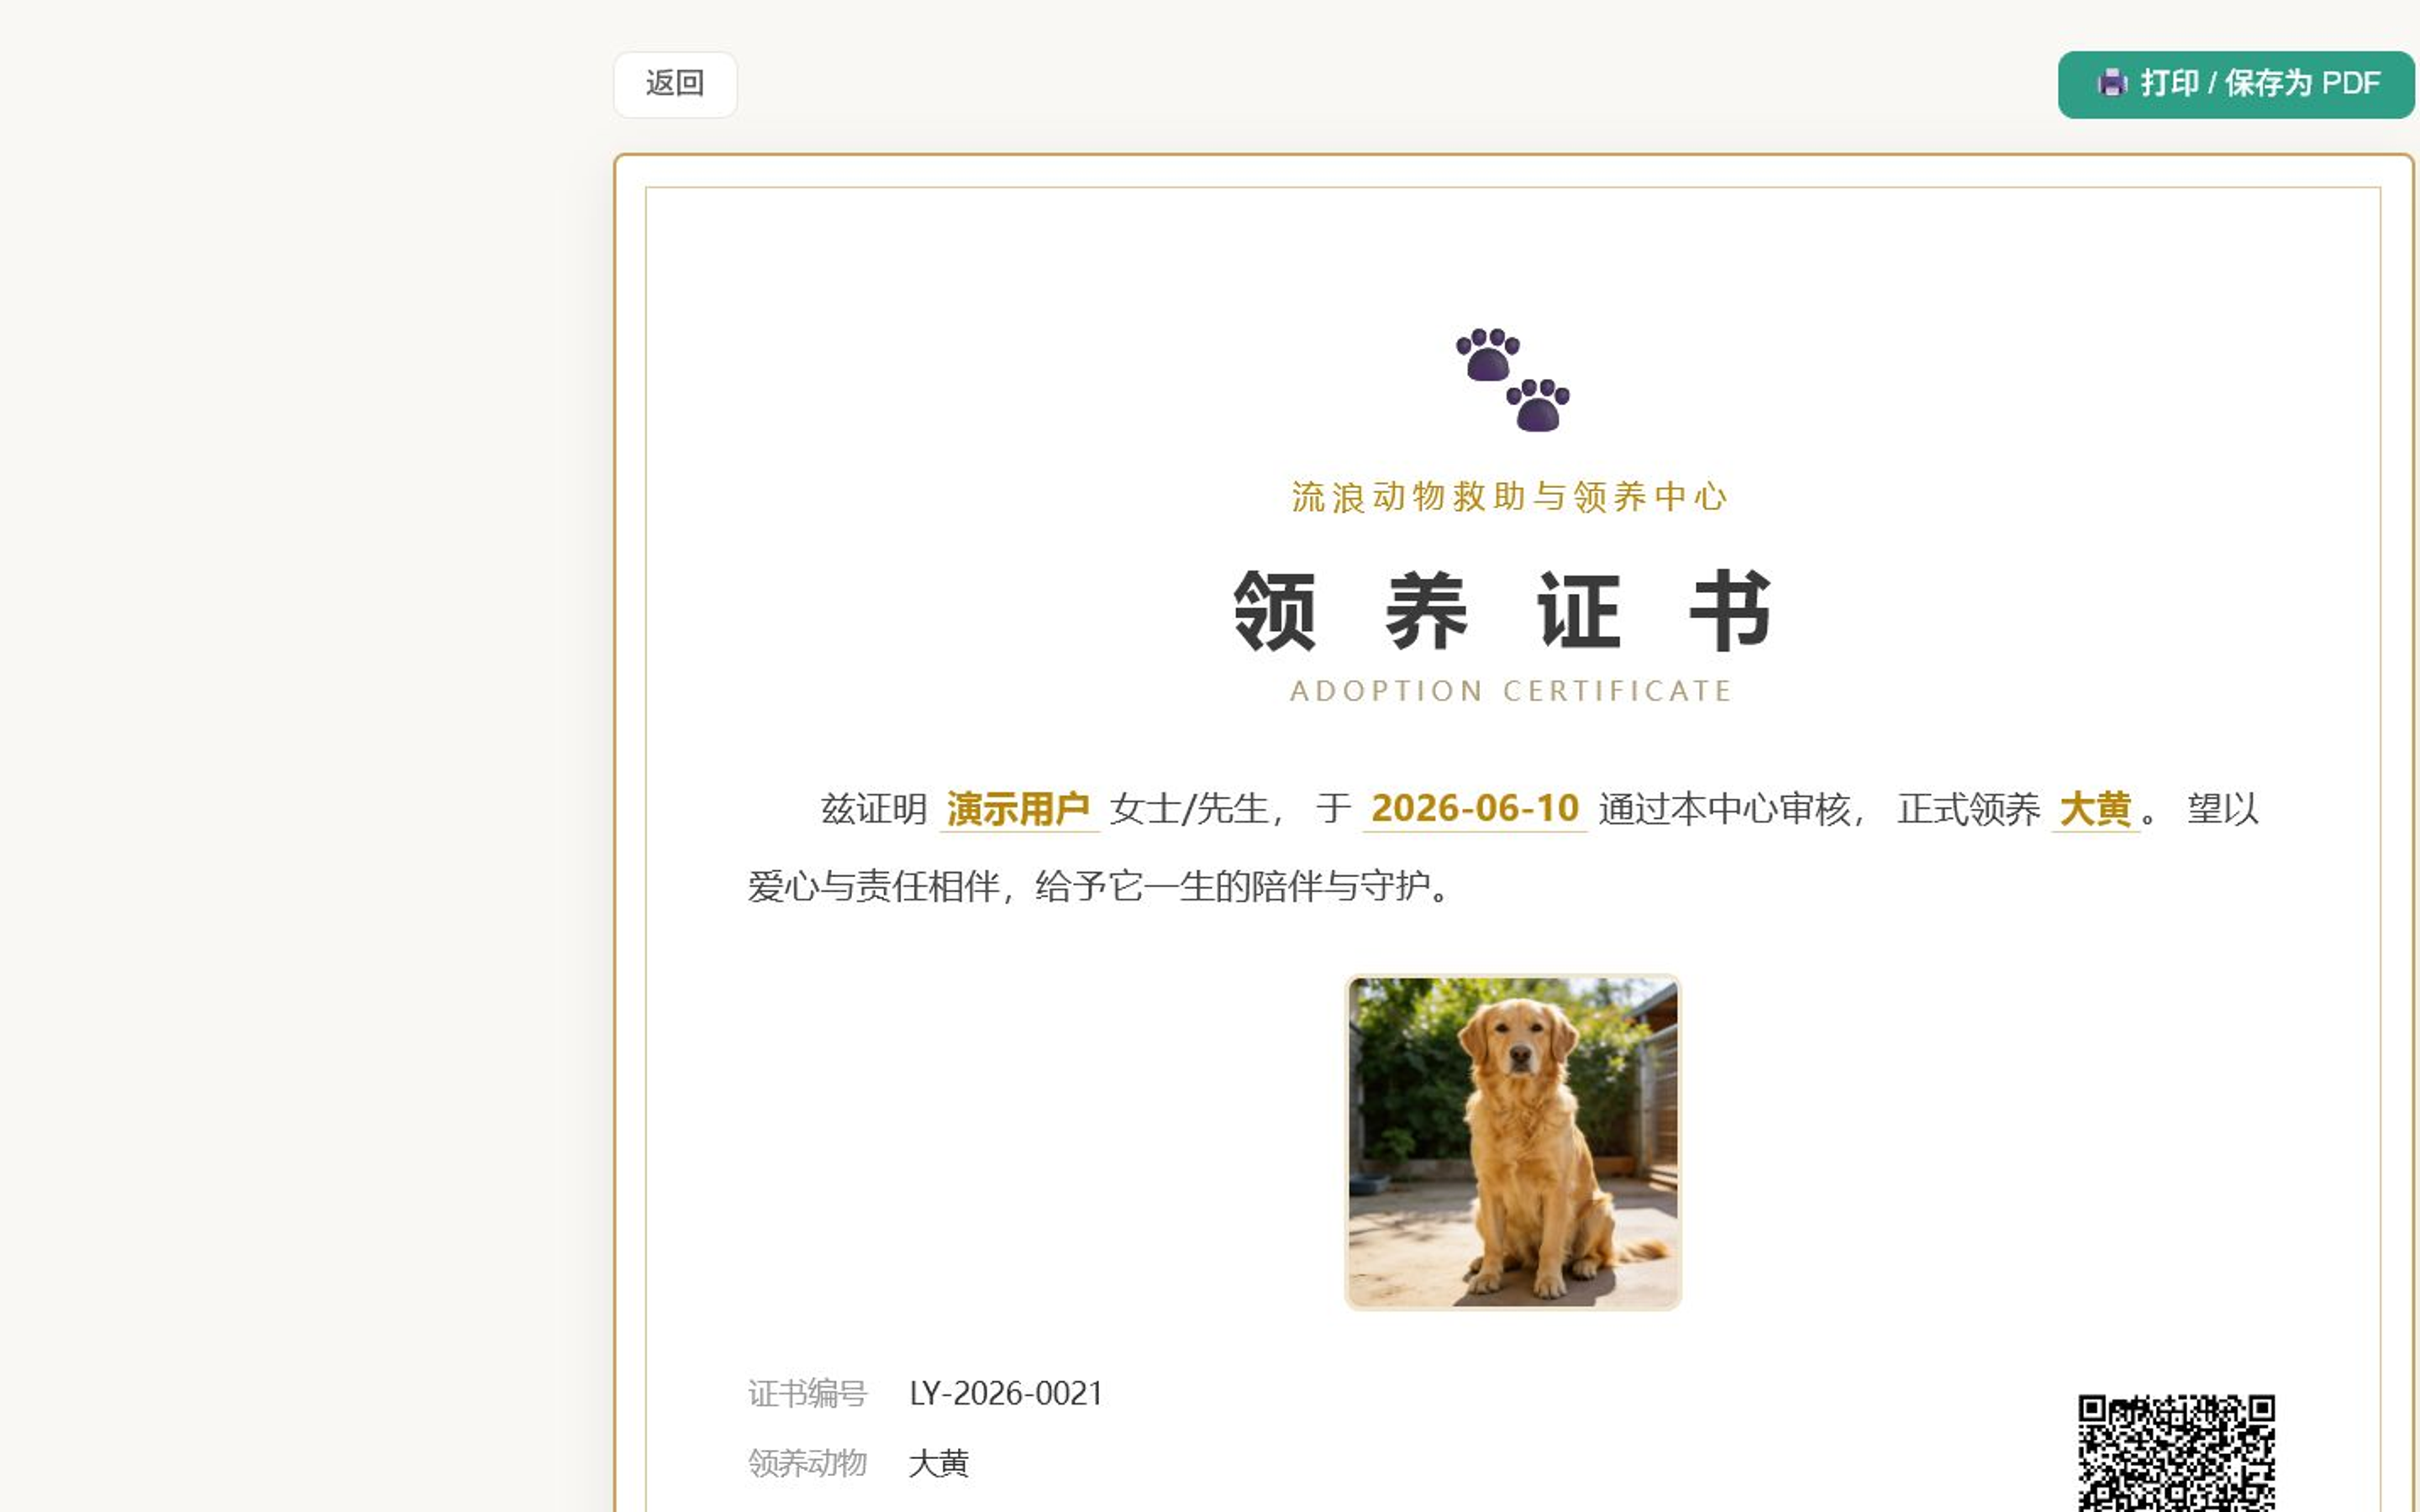 返回
打印 / 保存为 PDF
流浪动物救助与领养中心
领养证书
ADOPTION CERTIFICATE
兹证明 演示用户 女士/先生， 于 2026-06-10 通过本中心审核， 正式领养 大黄 。 望以
爱心与责任相伴，给予它一生的陪伴与守护。
证书编号 LY-2026-0021
领养动物 大黄